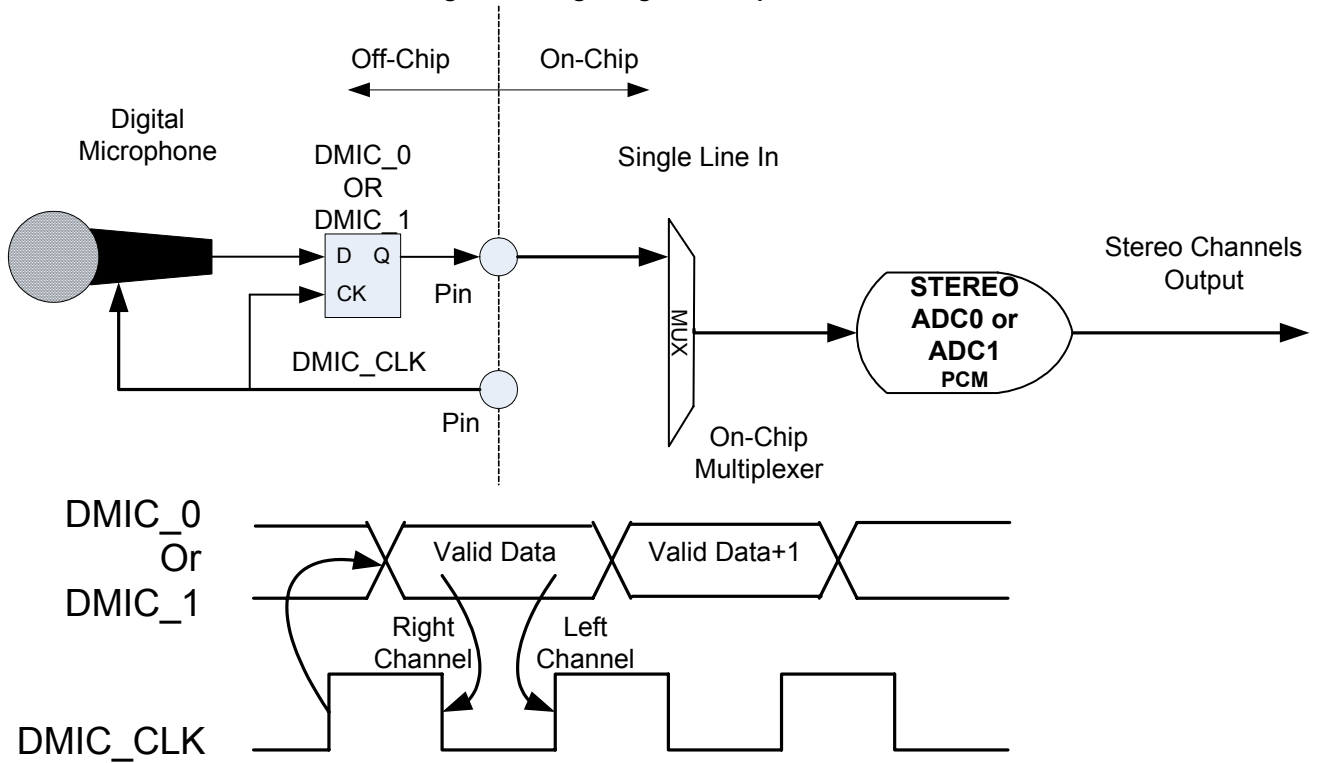 Off-Chip
On-Chip
Digital
Microphone
DMIC_0
OR
DMIC_1
Single Line In
D Q
CK
Pin
MUX
STEREO
ADC0 or
ADC1
PCM
Stereo Channels
Output
DMIC_CLK
Pin
On-Chip
Multiplexer
DMIC_0
Or
DMIC_1
Valid Data
Valid Data+1
Right
Channel
Left
Channel
DMIC_CLK